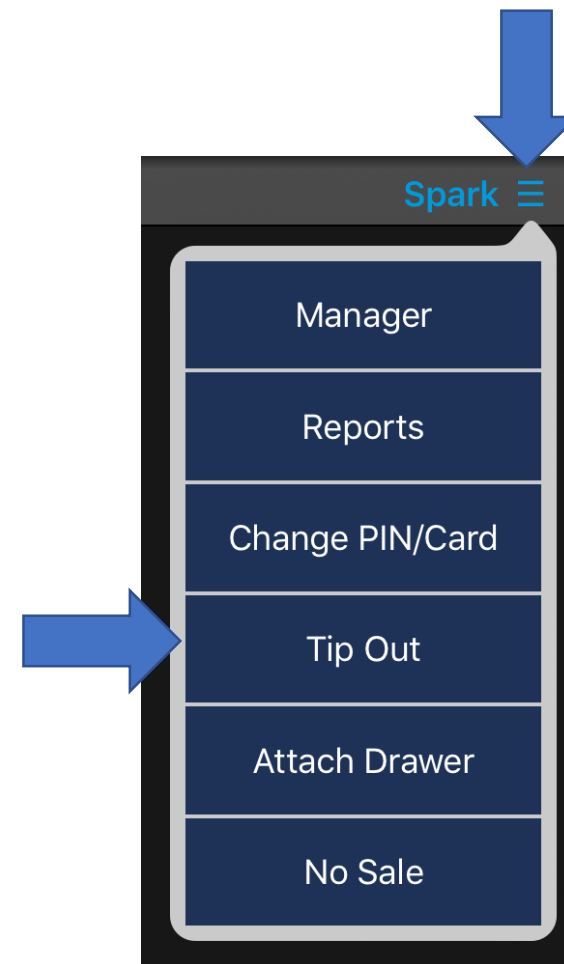 Spark
Manager
Reports
Change PIN/Card
Tip Out
Attach Drawer
No Sale